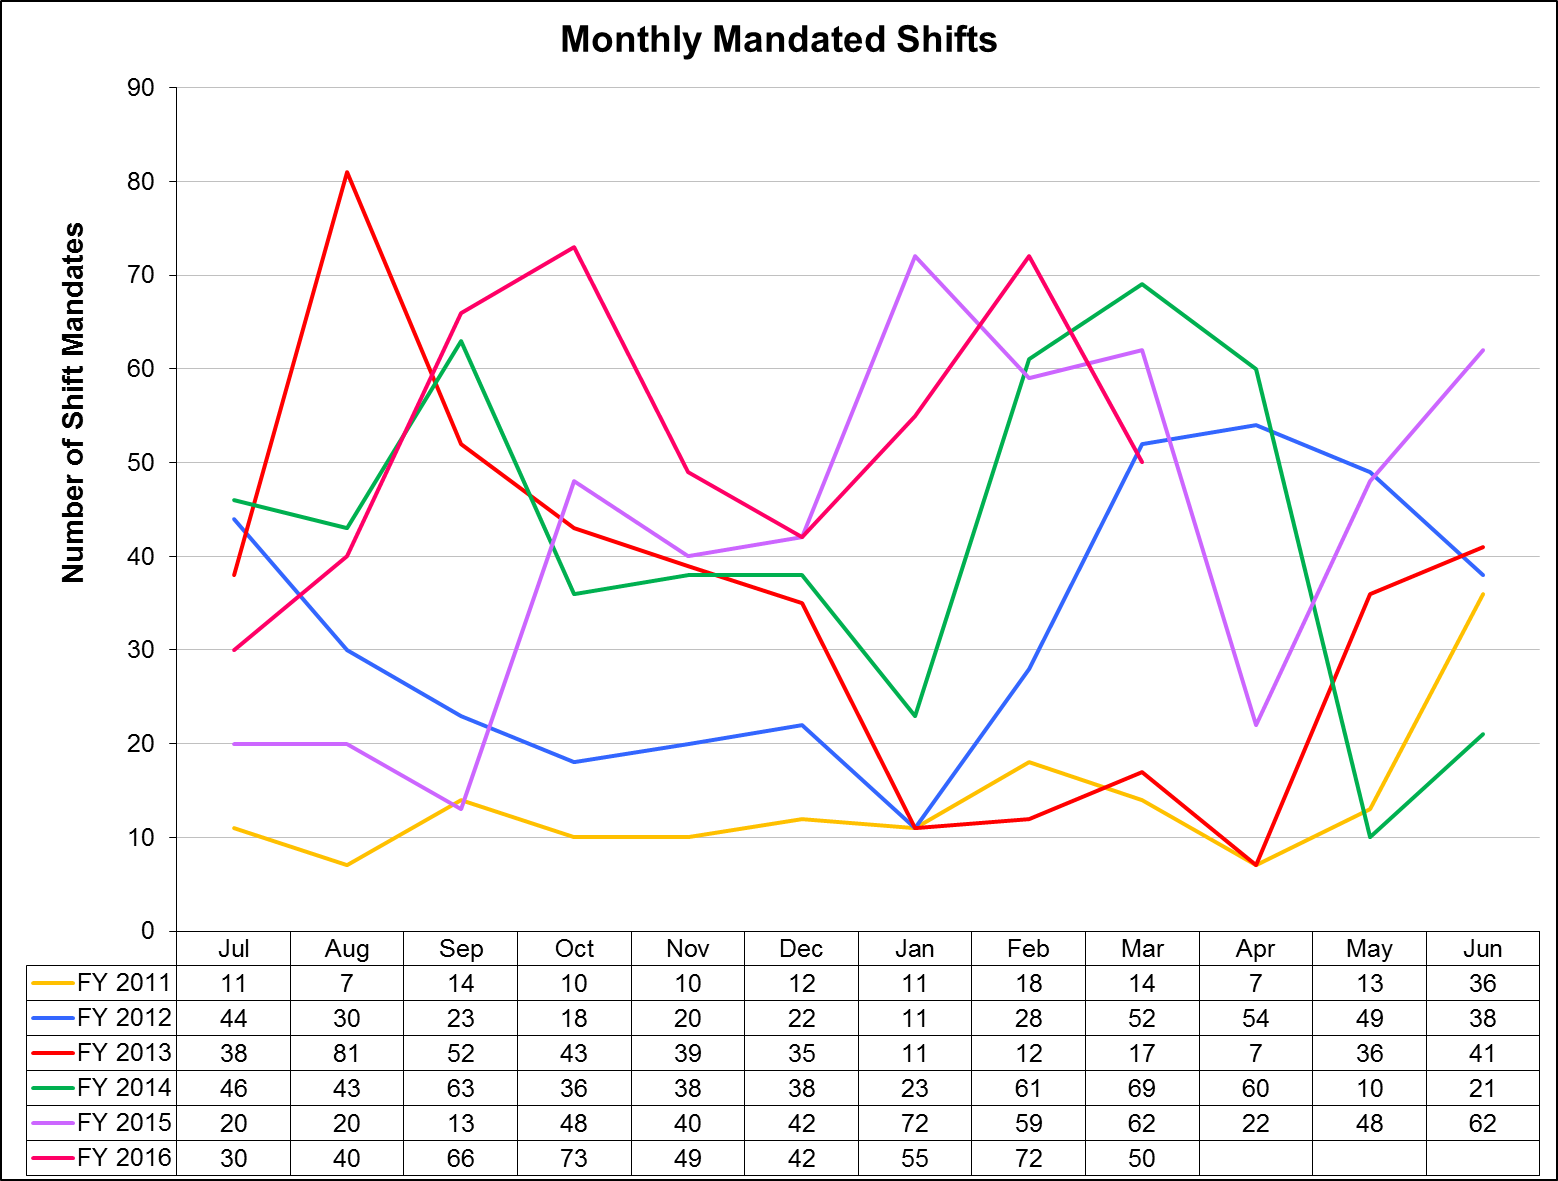 Monthly Mandated Shifts
Number of Shift Mandates
90
80
70
60
50
40
30
20
10
0
Jul Aug Sep Oct Nov Dec Jan Feb Mar Apr May Jun
FY 2011 11 7 14 10 10 12 11 18 14 7 13 36
FY 2012 44 30 23 18 20 22 11 28 52 54 49 38
FY 2013 38 81 52 43 39 35 11 12 17 7 36 41
FY 2014 46 43 63 36 38 38 23 61 69 60 10 21
FY 2015 20 20 13 48 40 42 72 59 62 22 48 62
FY 2016 30 40 66 73 49 42 55 72 50